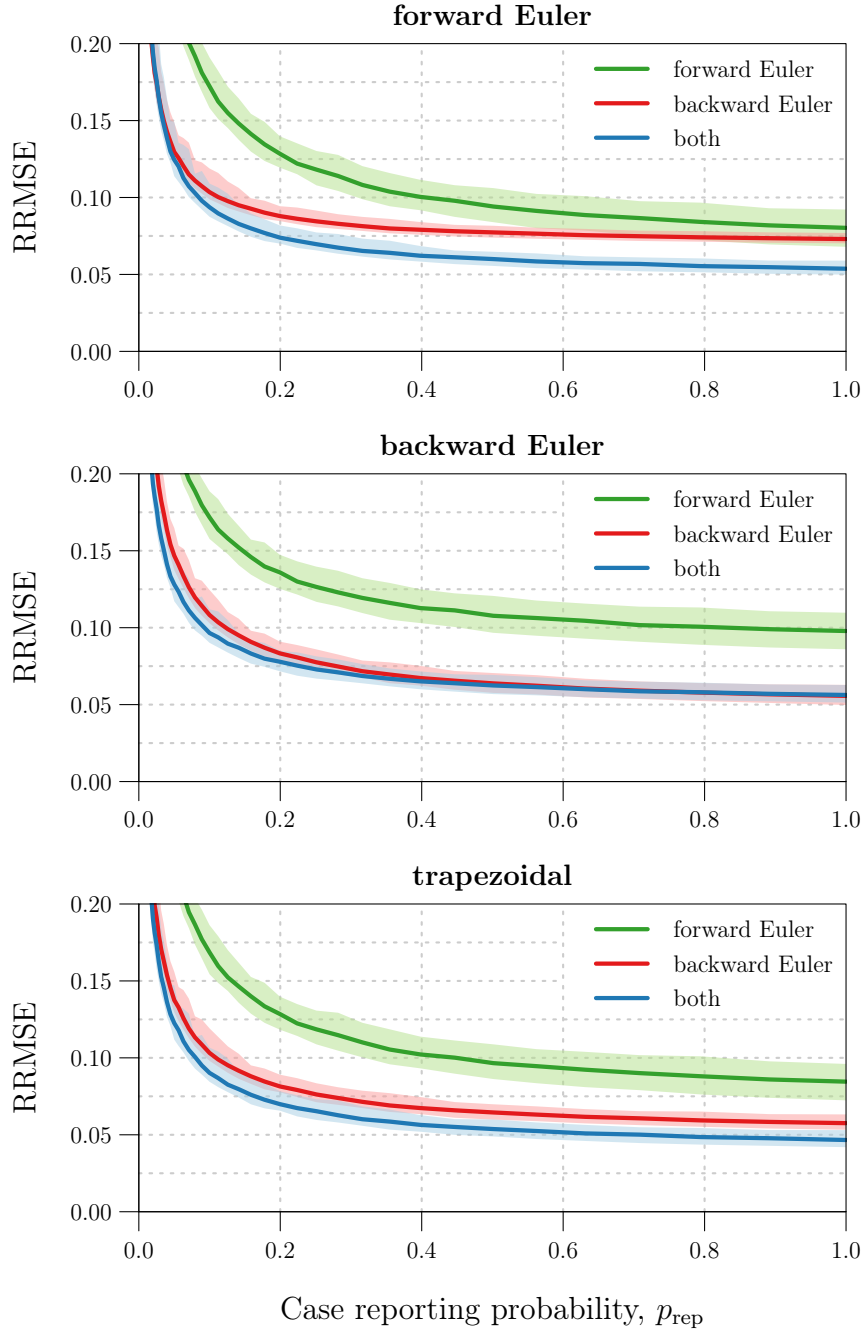 forward Euler
0.20
forward Euler
backward Euler
both
0.15
RRMSE
0.10
0.05
0.00
0.0 0.2 0.4 0.6 0.8 1.0
backward Euler
0.20
forward Euler
backward Euler
both
0.15
RRMSE
0.10
0.05
0.00
0.0 0.2 0.4 0.6 0.8 1.0
trapezoidal
0.20
forward Euler
backward Euler
both
0.15
RRMSE
0.10
0.05
0.00
0.0 0.2 0.4 0.6 0.8 1.0
Case reporting probability, p_rep